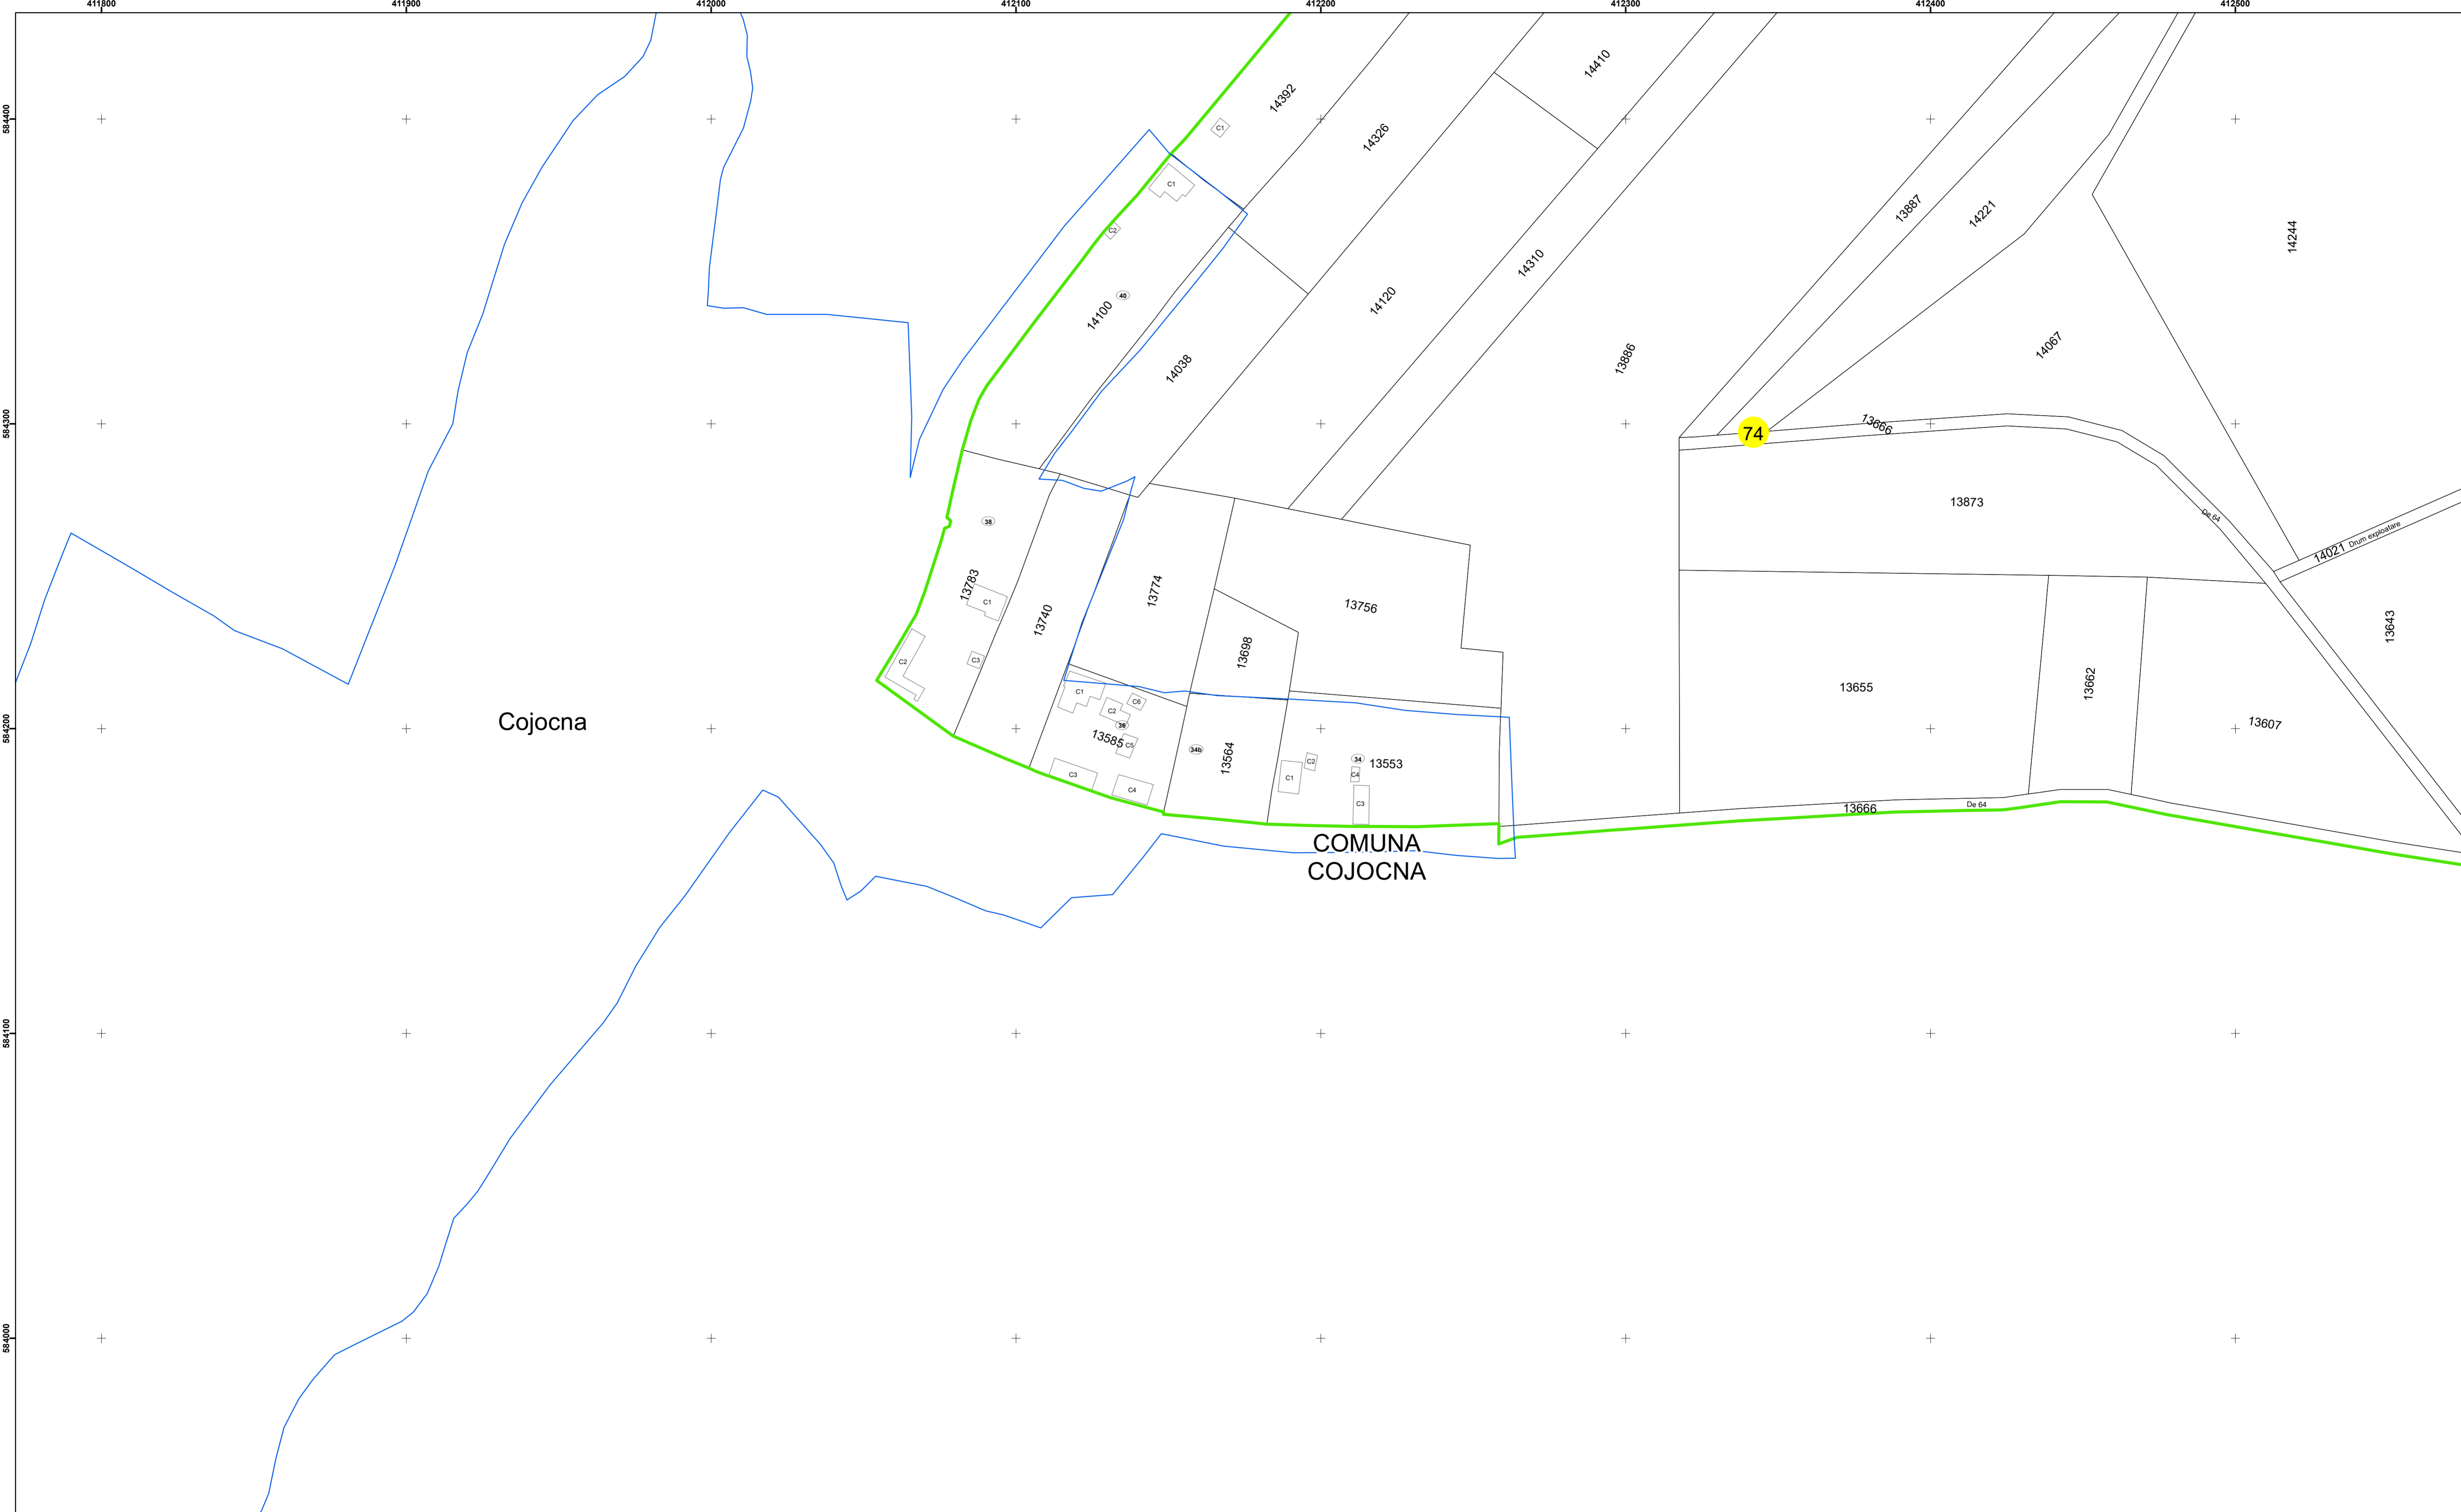 411800
411900
412000
412100
412200
412300
412400
412500
584400
584300
584200
584100
584000
14392
14410
14326
C1
C1
C2
40
14100
14038
14120
14310
13887
14221
14244
13886
14067
13666
74
13873
De 64
14021 Drum exploatare
38
13783
C1
C2
C3
13740
13774
13756
13698
13643
13655
13662
13607
Cojocna
C1
C2
C6
36
13585
C5
C3
C4
34b
13564
C1
C2
34
13553
C4
C3
13666
De 64
COMUNA
COJOCNA